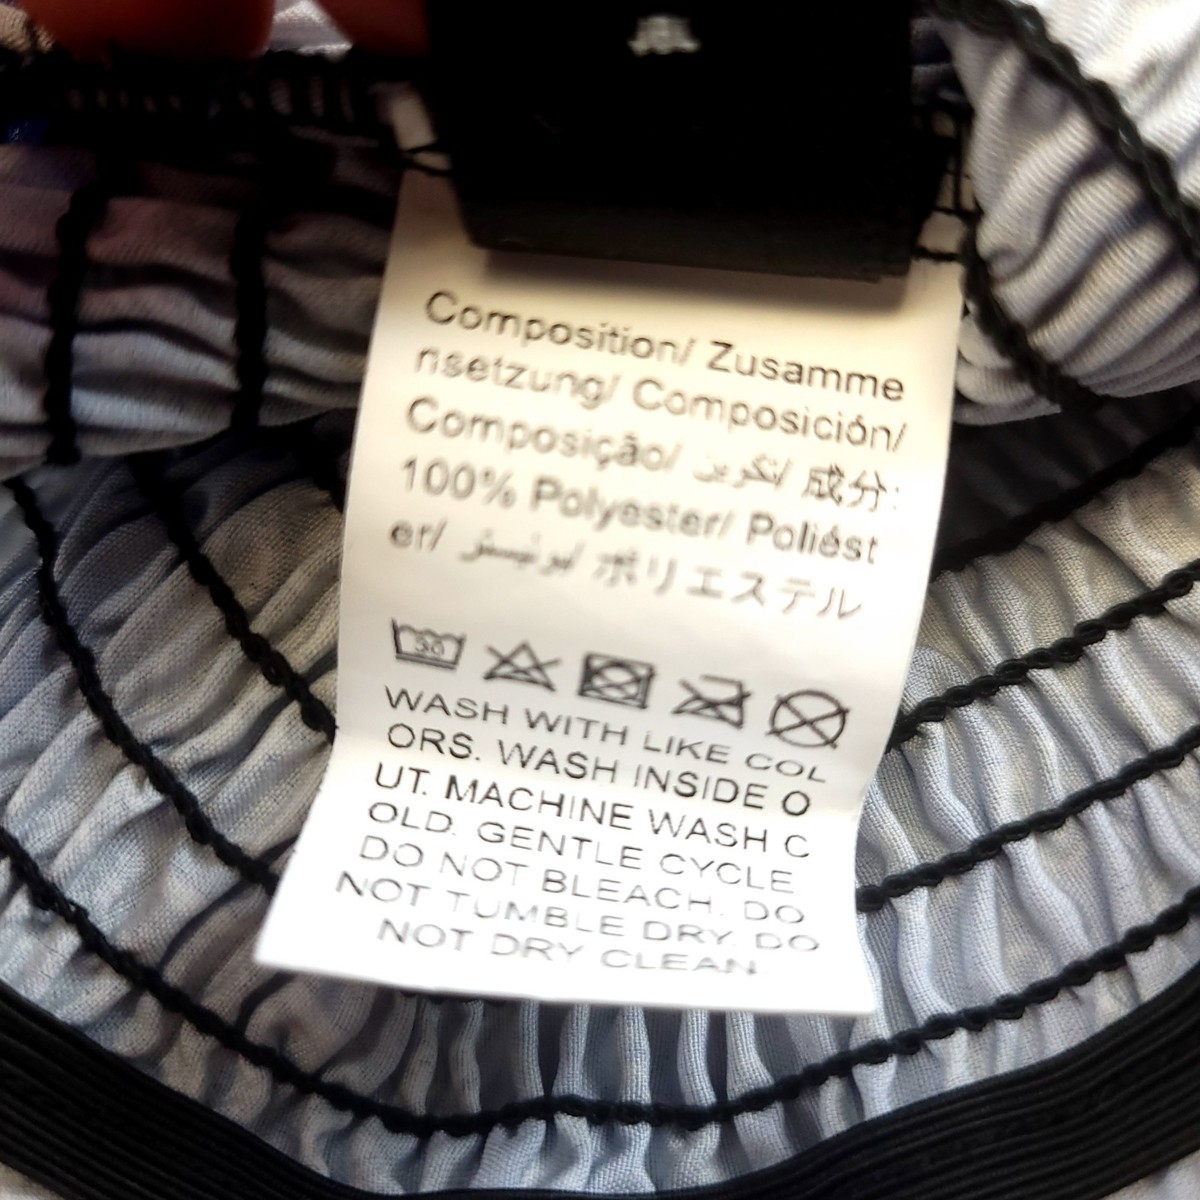 Composition/ Zusamme
nsetzung/ Composición/
Composição/ تكوين/ 成分:
100% Polyester/ Poliést
er/ بوليستر/ ポリエステル
30
WASH WITH LIKE COL
ORS. WASH INSIDE O
UT. MACHINE WASH C
OLD. GENTLE CYCLE
DO NOT BLEACH. DO
NOT TUMBLE DRY. DO
NOT DRY CLEAN